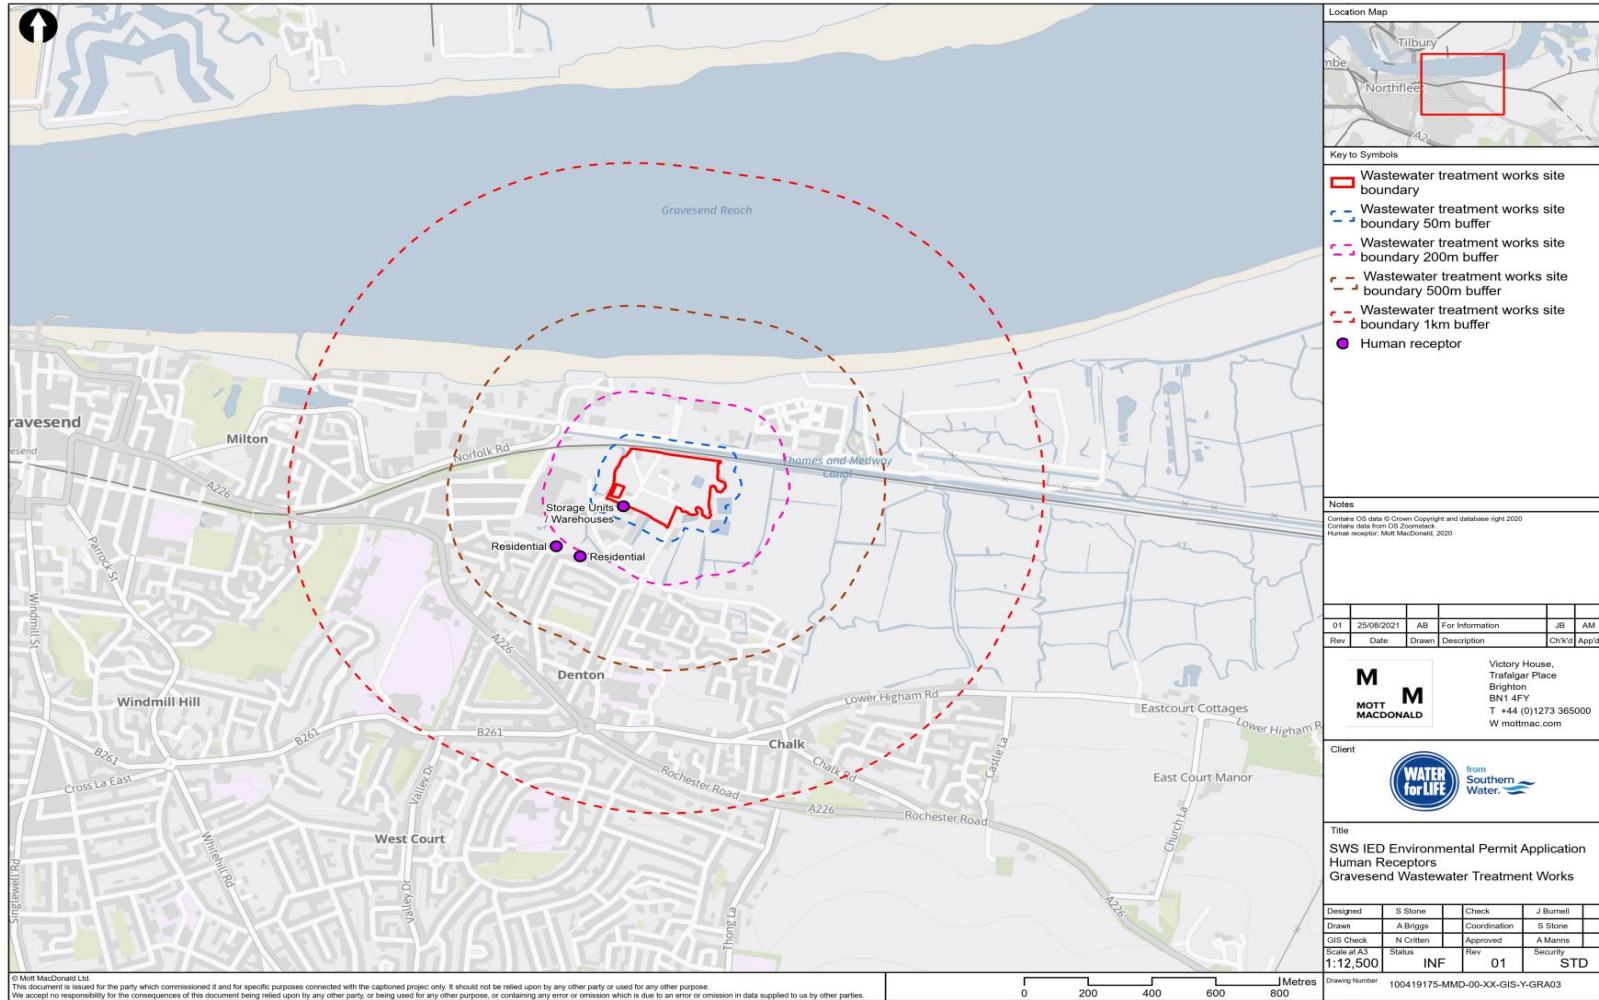 Gravesend Reach
ravesend
esend
Milton
Norfolk Rd
A226
Thames and Medway
Canal
Storage Units
/ Warehouses
Residential
Residential
Parrock St
Windmill St
A226
Denton
Windmill Hill
B261
B261
B261
Cross La East
Whitehill Rd
Singlewell Rd
Valley Dr
Valley Dr
West Court
Lower Higham Rd
Chalk
Chalk Rd
Rochester Road
A226
Rochester Road
Castle La
Eastcourt Cottages
Lower Higham R
East Court Manor
Church La
A226
Thong La
Location Map
Tilbury
mbe
Northfleet
A2
Key to Symbols
Wastewater treatment works site
boundary
Wastewater treatment works site
boundary 50m buffer
Wastewater treatment works site
boundary 200m buffer
Wastewater treatment works site
boundary 500m buffer
Wastewater treatment works site
boundary 1km buffer
Human receptor
Notes
Contains OS data © Crown Copyright and database right 2020
Contains data from OS Zoomstack
Human receptor: Mott MacDonald, 2020
01 25/08/2021 AB For Information JB AM
Rev Date Drawn Description Ch'k'd App'd
M
M
MOTT
MACDONALD
Victory House,
Trafalgar Place
Brighton
BN1 4FY
T +44 (0)1273 365000
W mottmac.com
Client
WATER
for LIFE
from
Southern
Water.
Title
SWS IED Environmental Permit Application
Human Receptors
Gravesend Wastewater Treatment Works
Designed S Stone Check J Burnell
Drawn A Briggs Coordination S Stone
GIS Check N Critten Approved A Manns
Scale at A3 Status Rev Security
1:12,500 INF 01 STD
Drawing Number 100419175-MMD-00-XX-GIS-Y-GRA03
© Mott MacDonald Ltd.
This document is issued for the party which commissioned it and for specific purposes connected with the captioned project only. It should not be relied upon by any other party or used for any other purpose.
We accept no responsibility for the consequences of this document being relied upon by any other party, or being used for any other purpose, or containing any error or omission which is due to an error or omission in data supplied to us by other parties.
Metres
0 200 400 600 800